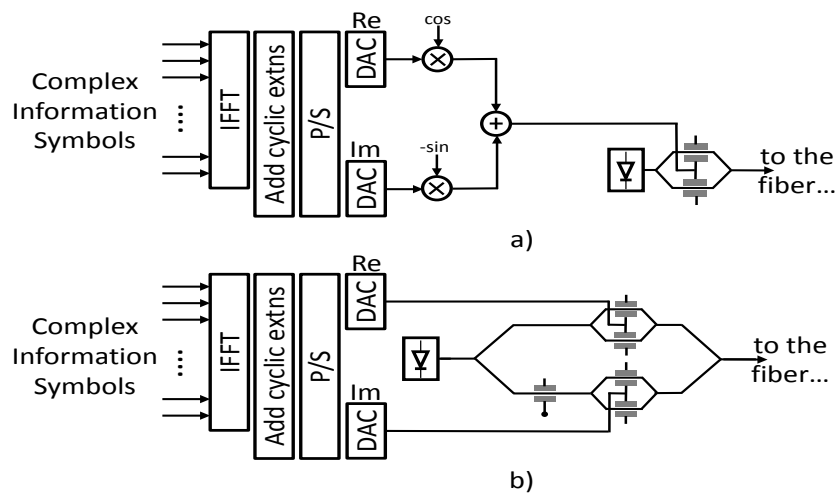 Re
cos
Complex
Information
Symbols
....
IFFT
Add cyclic extns
P/S
DAC
×
+
-sin
Im
DAC
×
to the
fiber...
a)
Re
Complex
Information
Symbols
....
IFFT
Add cyclic extns
P/S
DAC
Im
DAC
to the
fiber...
b)